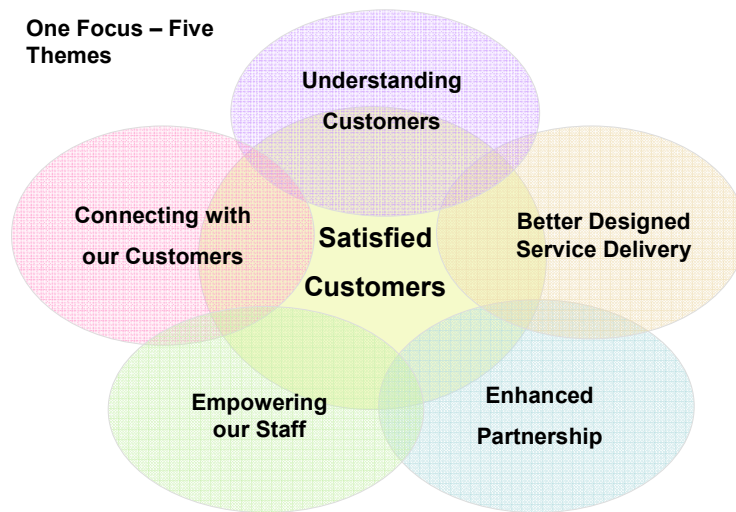 One Focus – Five
Themes
Understanding
Customers
Connecting with
our Customers
Satisfied
Customers
Better Designed
Service Delivery
Empowering
our Staff
Enhanced
Partnership